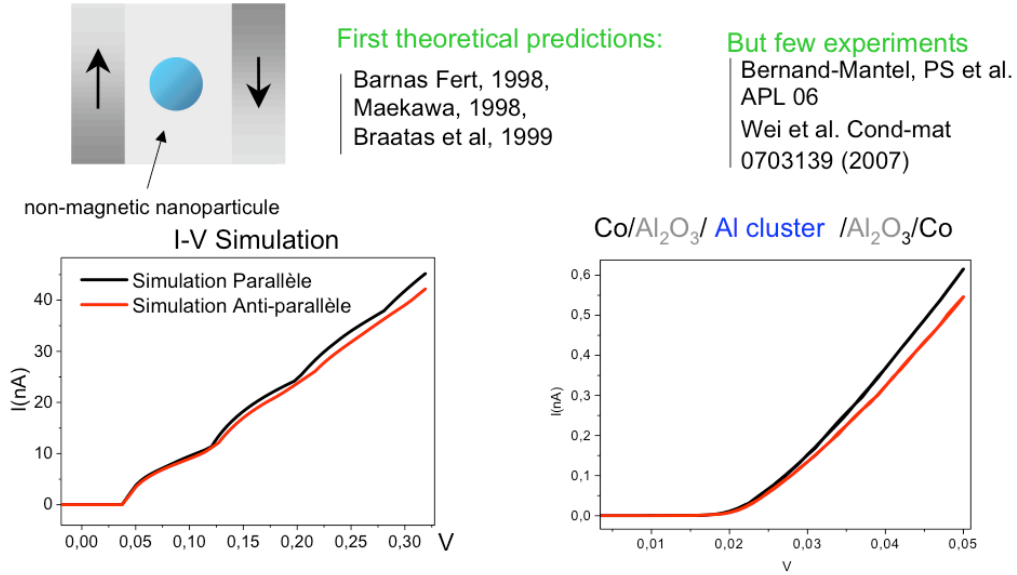 First theoretical predictions:
Barnas Fert, 1998,
Maekawa, 1998,
Braatas et al, 1999
But few experiments
Bernand-Mantel, PS et al.
APL 06
Wei et al. Cond-mat
0703139 (2007)
non-magnetic nanoparticule
I-V Simulation
Simulation Parallèle
Simulation Anti-parallèle
I(nA)
40
30
20
10
0
0,00 0,05 0,10 0,15 0,20 0,25 0,30 V
Co/Al₂O₃/ Al cluster /Al₂O₃/Co
I(nA)
0,6
0,5
0,4
0,3
0,2
0,1
0,0
0,01 0,02 0,03 0,04 0,05
V